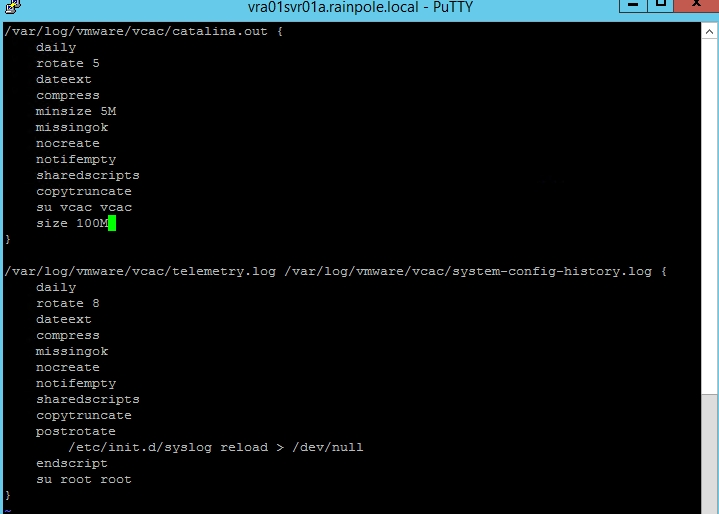 vra01svr01a.rainpole.local - PuTTY
/var/log/vmware/vcac/catalina.out {
    daily
    rotate 5
    dateext
    compress
    minsize 5M
    missingok
    nocreate
    notifempty
    sharedscripts
    copytruncate
    su vcac vcac
    size 100M
}

/var/log/vmware/vcac/telemetry.log /var/log/vmware/vcac/system-config-history.log {
    daily
    rotate 8
    dateext
    compress
    missingok
    nocreate
    notifempty
    sharedscripts
    copytruncate
    postrotate
        /etc/init.d/syslog reload > /dev/null
    endscript
    su root root
}
~